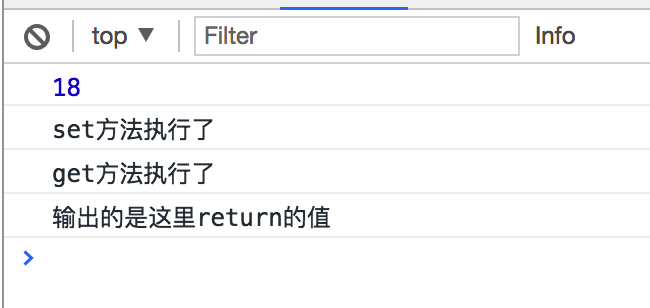 top ▼ Filter Info
18
set方法执行了
get方法执行了
输出的是这里return的值
>